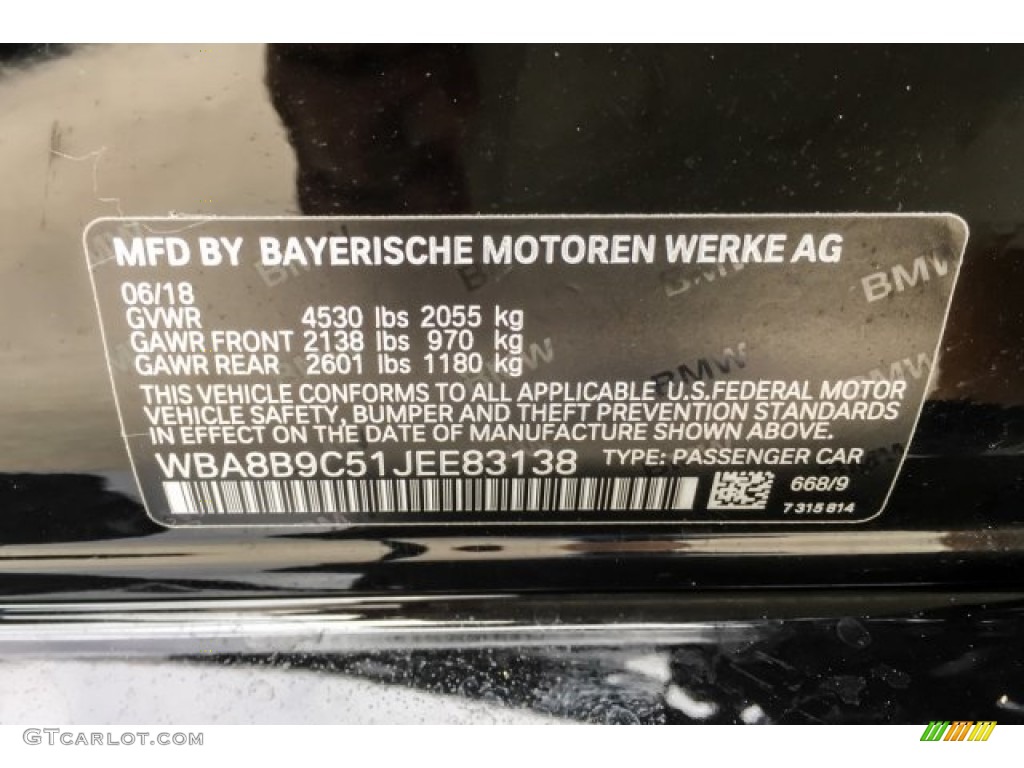 MFD BY BAYERISCHE MOTOREN WERKE AG
06/18
GVWR 4530 lbs 2055 kg
GAWR FRONT 2138 lbs 970 kg
GAWR REAR 2601 lbs 1180 kg
THIS VEHICLE CONFORMS TO ALL APPLICABLE U.S.FEDERAL MOTOR
VEHICLE SAFETY, BUMPER AND THEFT PREVENTION STANDARDS
IN EFFECT ON THE DATE OF MANUFACTURE SHOWN ABOVE.
WBA8B9C51JEE83138 TYPE: PASSENGER CAR
668/9
7 315 814
BMW
BMW
BMW
BMW
GTCarLot.com